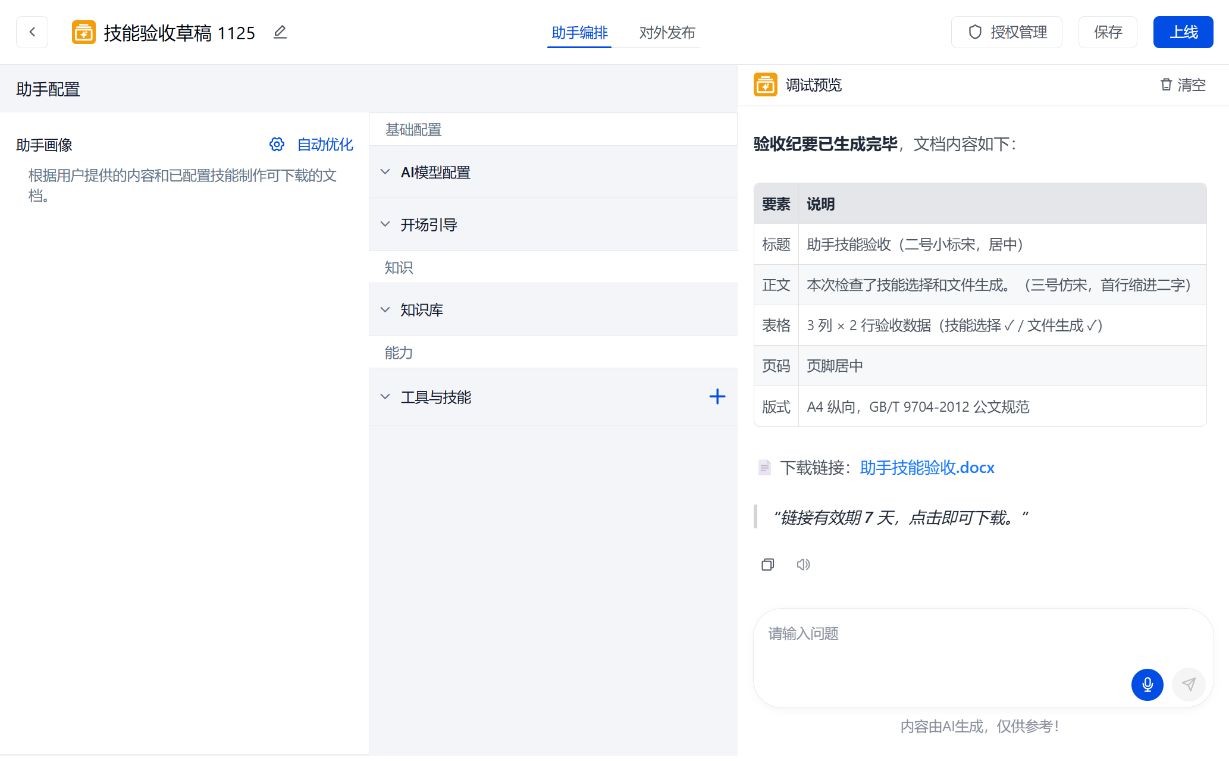 技能验收草稿 1125
助手编排
对外发布
授权管理
保存
上线
助手配置
助手画像
自动优化
根据用户提供的内容和已配置技能制作可下载的文
档。
基础配置
AI模型配置
开场引导
知识
知识库
能力
工具与技能
调试预览
清空
验收纪要已生成完毕，文档内容如下：
要素 说明
标题 助手技能验收（二号小标宋，居中）
正文 本次检查了技能选择和文件生成。（三号仿宋，首行缩进二字）
表格 3 列 × 2 行验收数据（技能选择 ✓ / 文件生成 ✓）
页码 页脚居中
版式 A4 纵向，GB/T 9704-2012 公文规范
下载链接：助手技能验收.docx
“链接有效期 7 天，点击即可下载。”
请输入问题
内容由AI生成，仅供参考！